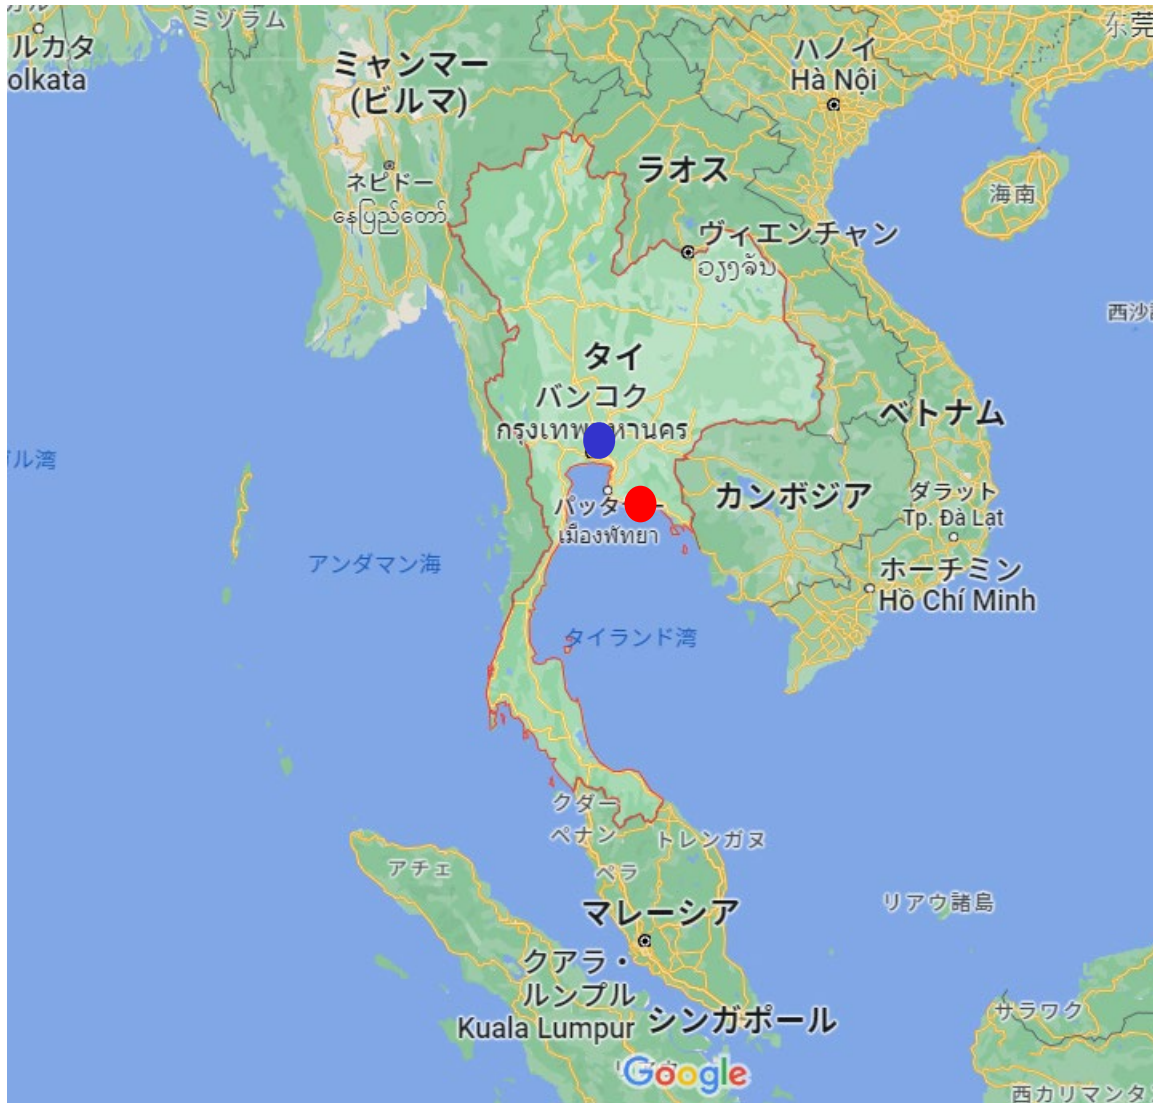 ミゾラム
东莞
ルカタ
olkata
ミャンマー
(ビルマ)
ハノイ
Hà Nội
ネピドー
နေပြည်တော်
ラオス
海南
ヴィエンチャン
ວຽງຈັນ
西沙
タイ
バンコク
ベトナム
ル湾
カンボジア
ダラット
Tp. Đà Lạt
เมืองพัทยา
アンダマン海
ホーチミン
Hồ Chí Minh
タイランド湾
クダー
ペナン
トレンガヌ
アチェ
ペラ
リアウ諸島
マレーシア
クアラ・
ルンプル
Kuala Lumpur
シンガポール
サラワク
Google
西カリマンタ